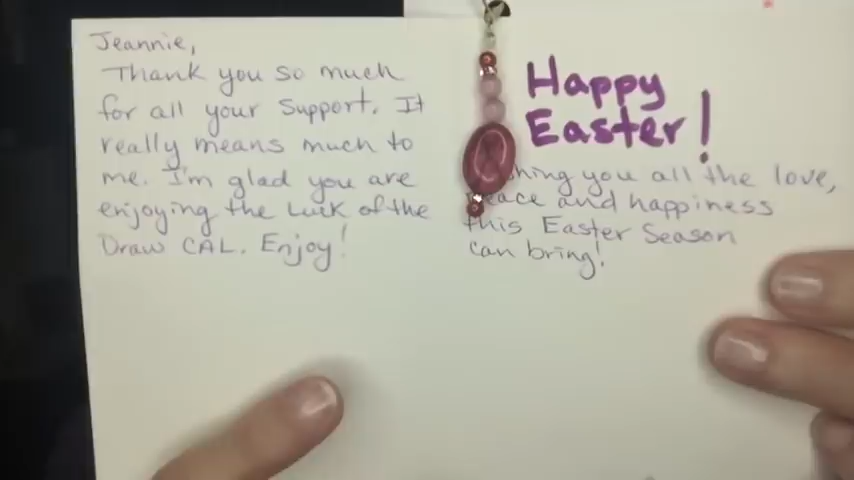 Jeannie,
Thank you so much
for all your support. It
really means much to
me. I'm glad you are
enjoying the Luck of the
Draw CAL. Enjoy!
Happy
Easter!
you all the love,
peace and happiness
this Easter Season
can bring!